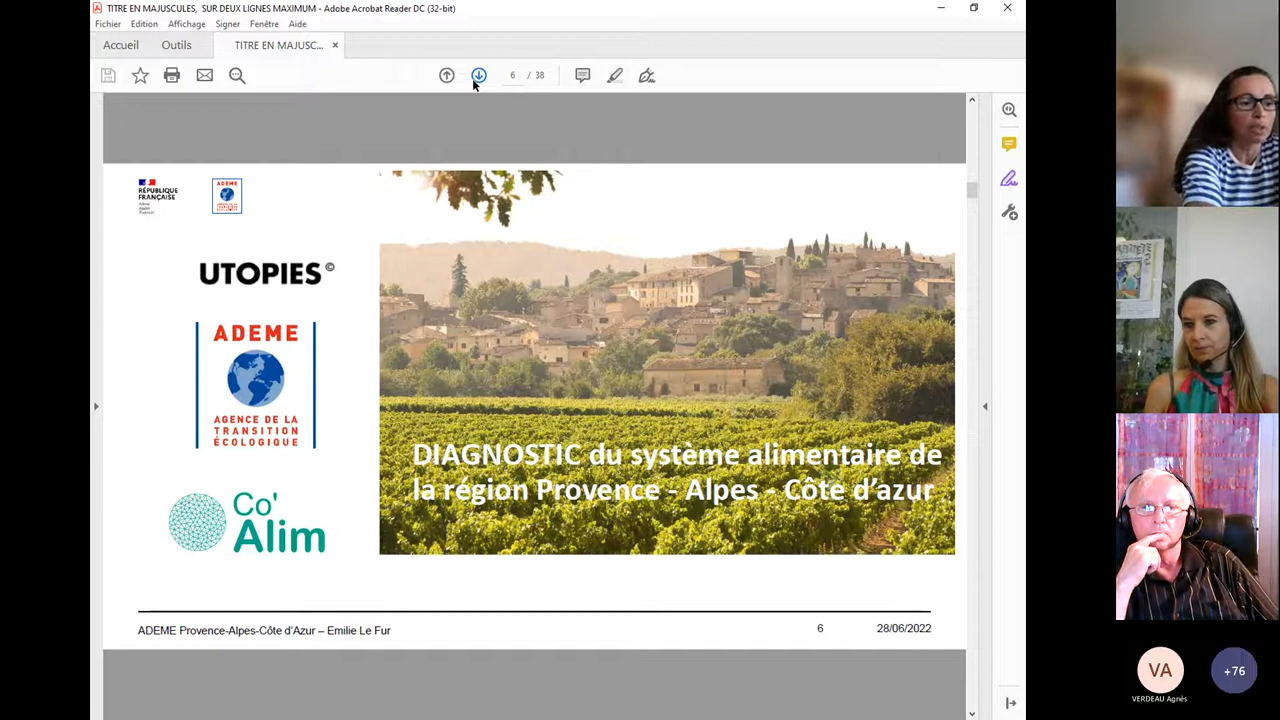 TITRE EN MAJUSCULES, SUR DEUX LIGNES MAXIMUM - Adobe Acrobat Reader DC (32-bit)
Fichier Edition Affichage Signer Fenêtre Aide
Accueil Outils TITRE EN MAJUSC... ×
6 / 38
RÉPUBLIQUE
FRANÇAISE
ADEME
UTOPIES©
ADEME
AGENCE DE LA
TRANSITION
ÉCOLOGIQUE
Co'
Alim
DIAGNOSTIC du système alimentaire de
la région Provence - Alpes - Côte d'azur
ADEME Provence-Alpes-Côte d'Azur – Emilie Le Fur 6 28/06/2022
VA +76
VERDEAU Agnès